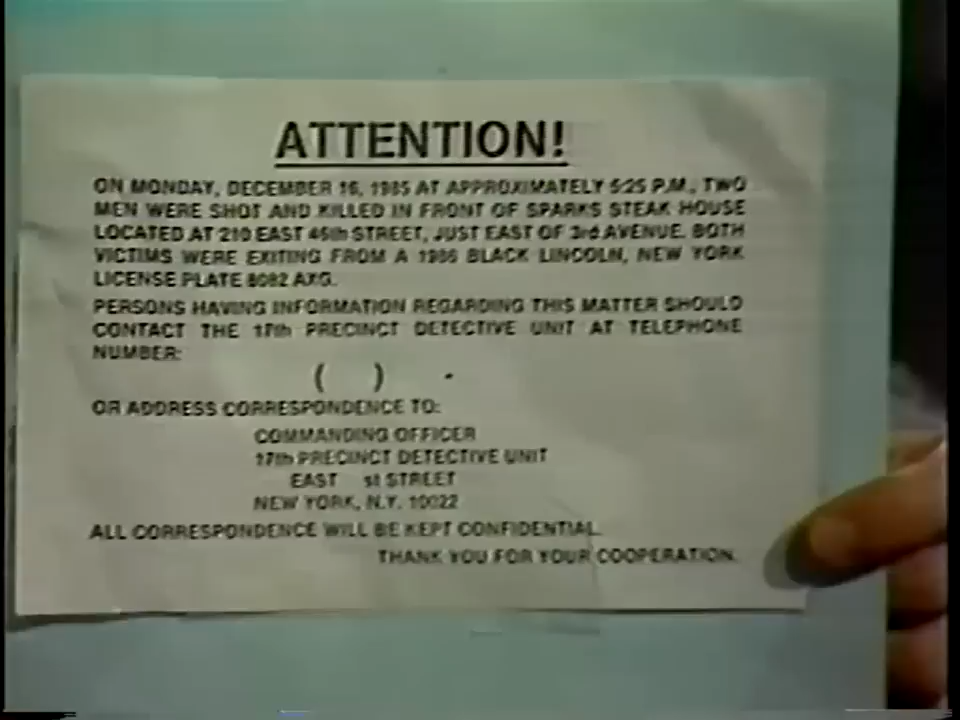 ATTENTION!
ON MONDAY, DECEMBER 16, 1985 AT APPROXIMATELY 5:25 P.M., TWO
MEN WERE SHOT AND KILLED IN FRONT OF SPARKS STEAK HOUSE
LOCATED AT 210 EAST 46th STREET, JUST EAST OF 3rd AVENUE. BOTH
VICTIMS WERE EXITING FROM A 1986 BLACK LINCOLN, NEW YORK
LICENSE PLATE
PERSONS HAVING INFORMATION REGARDING THIS MATTER SHOULD
CONTACT THE 17th PRECINCT DETECTIVE UNIT AT TELEPHONE
NUMBER:
( ) -
OR ADDRESS CORRESPONDENCE TO:
COMMANDING OFFICER
17th PRECINCT DETECTIVE UNIT
EAST st STREET
NEW YORK, N.Y. 10022
ALL CORRESPONDENCE WILL BE KEPT CONFIDENTIAL.
THANK YOU FOR YOUR COOPERATION.